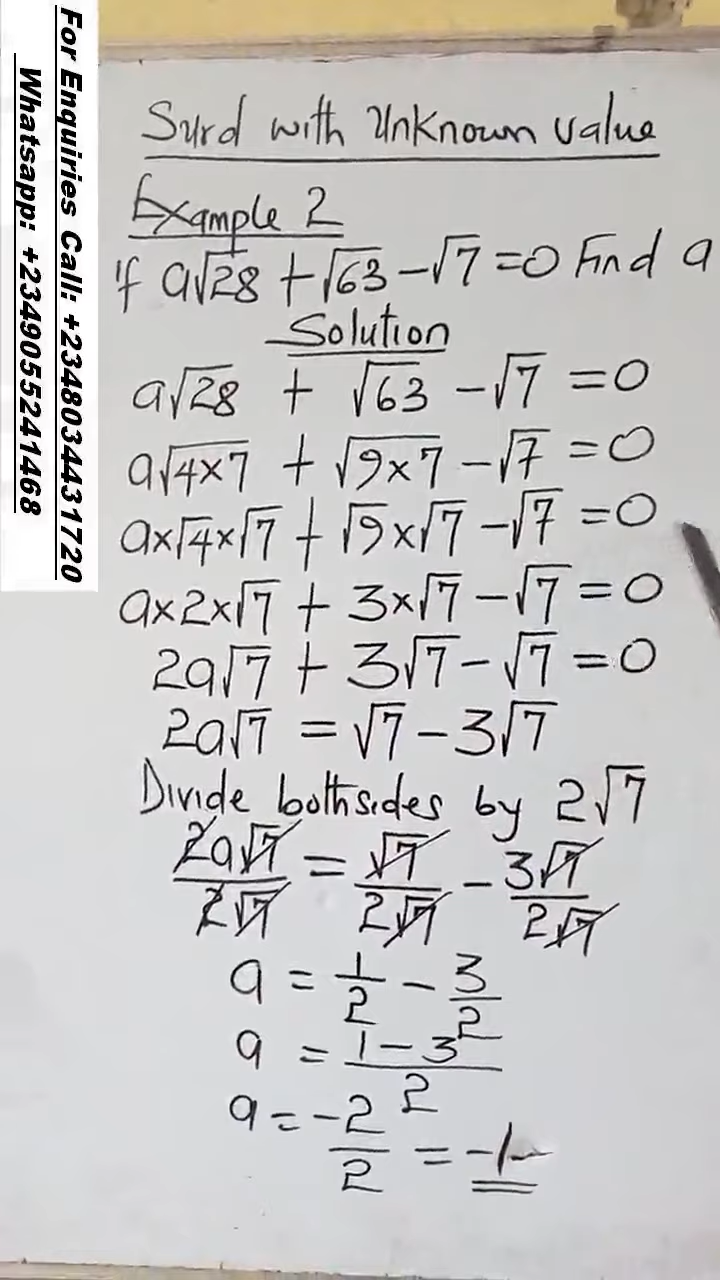 For Enquiries Call: +2348034431720
Whatsapp: +2349055241468
Surd with Unknown value
Example 2
If a√28 + √63 - √7 = 0 Find a
Solution
a√28 + √63 - √7 = 0
a√4×7 + √9×7 - √7 = 0
a×√4×√7 + √9×√7 - √7 = 0
a×2×√7 + 3×√7 - √7 = 0
2a√7 + 3√7 - √7 = 0
2a√7 = √7 - 3√7
Divide both sides by 2√7
2a√7/2√7 = √7/2√7 - 3√7/2√7
a = 1/2 - 3/2
a = 1-3/2
a = -2/2 = -1